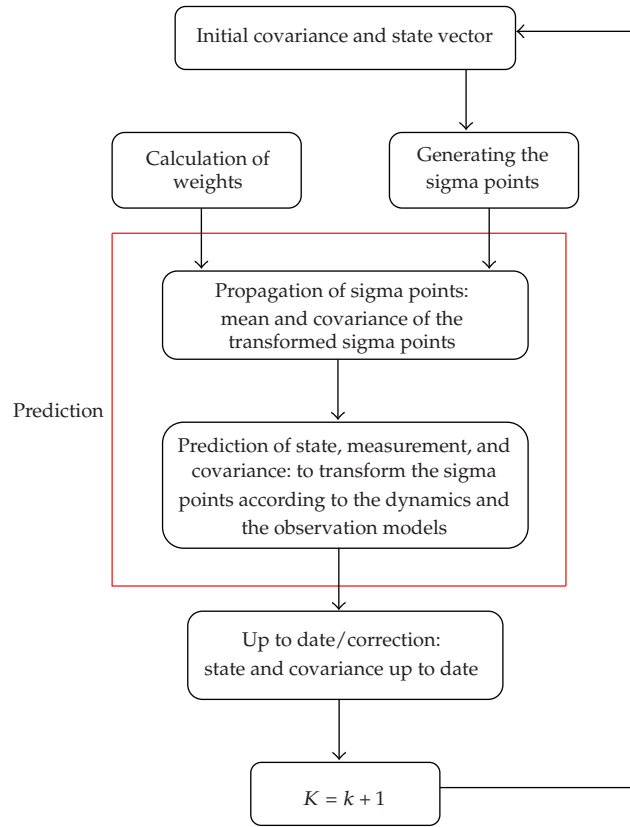 Initial covariance and state vector
Calculation of
weights
Generating the
sigma points
Propagation of sigma points:
mean and covariance of the
transformed sigma points
Prediction
Prediction of state, measurement, and
covariance: to transform the sigma
points according to the dynamics and
the observation models
Up to date/correction:
state and covariance up to date
K = k + 1